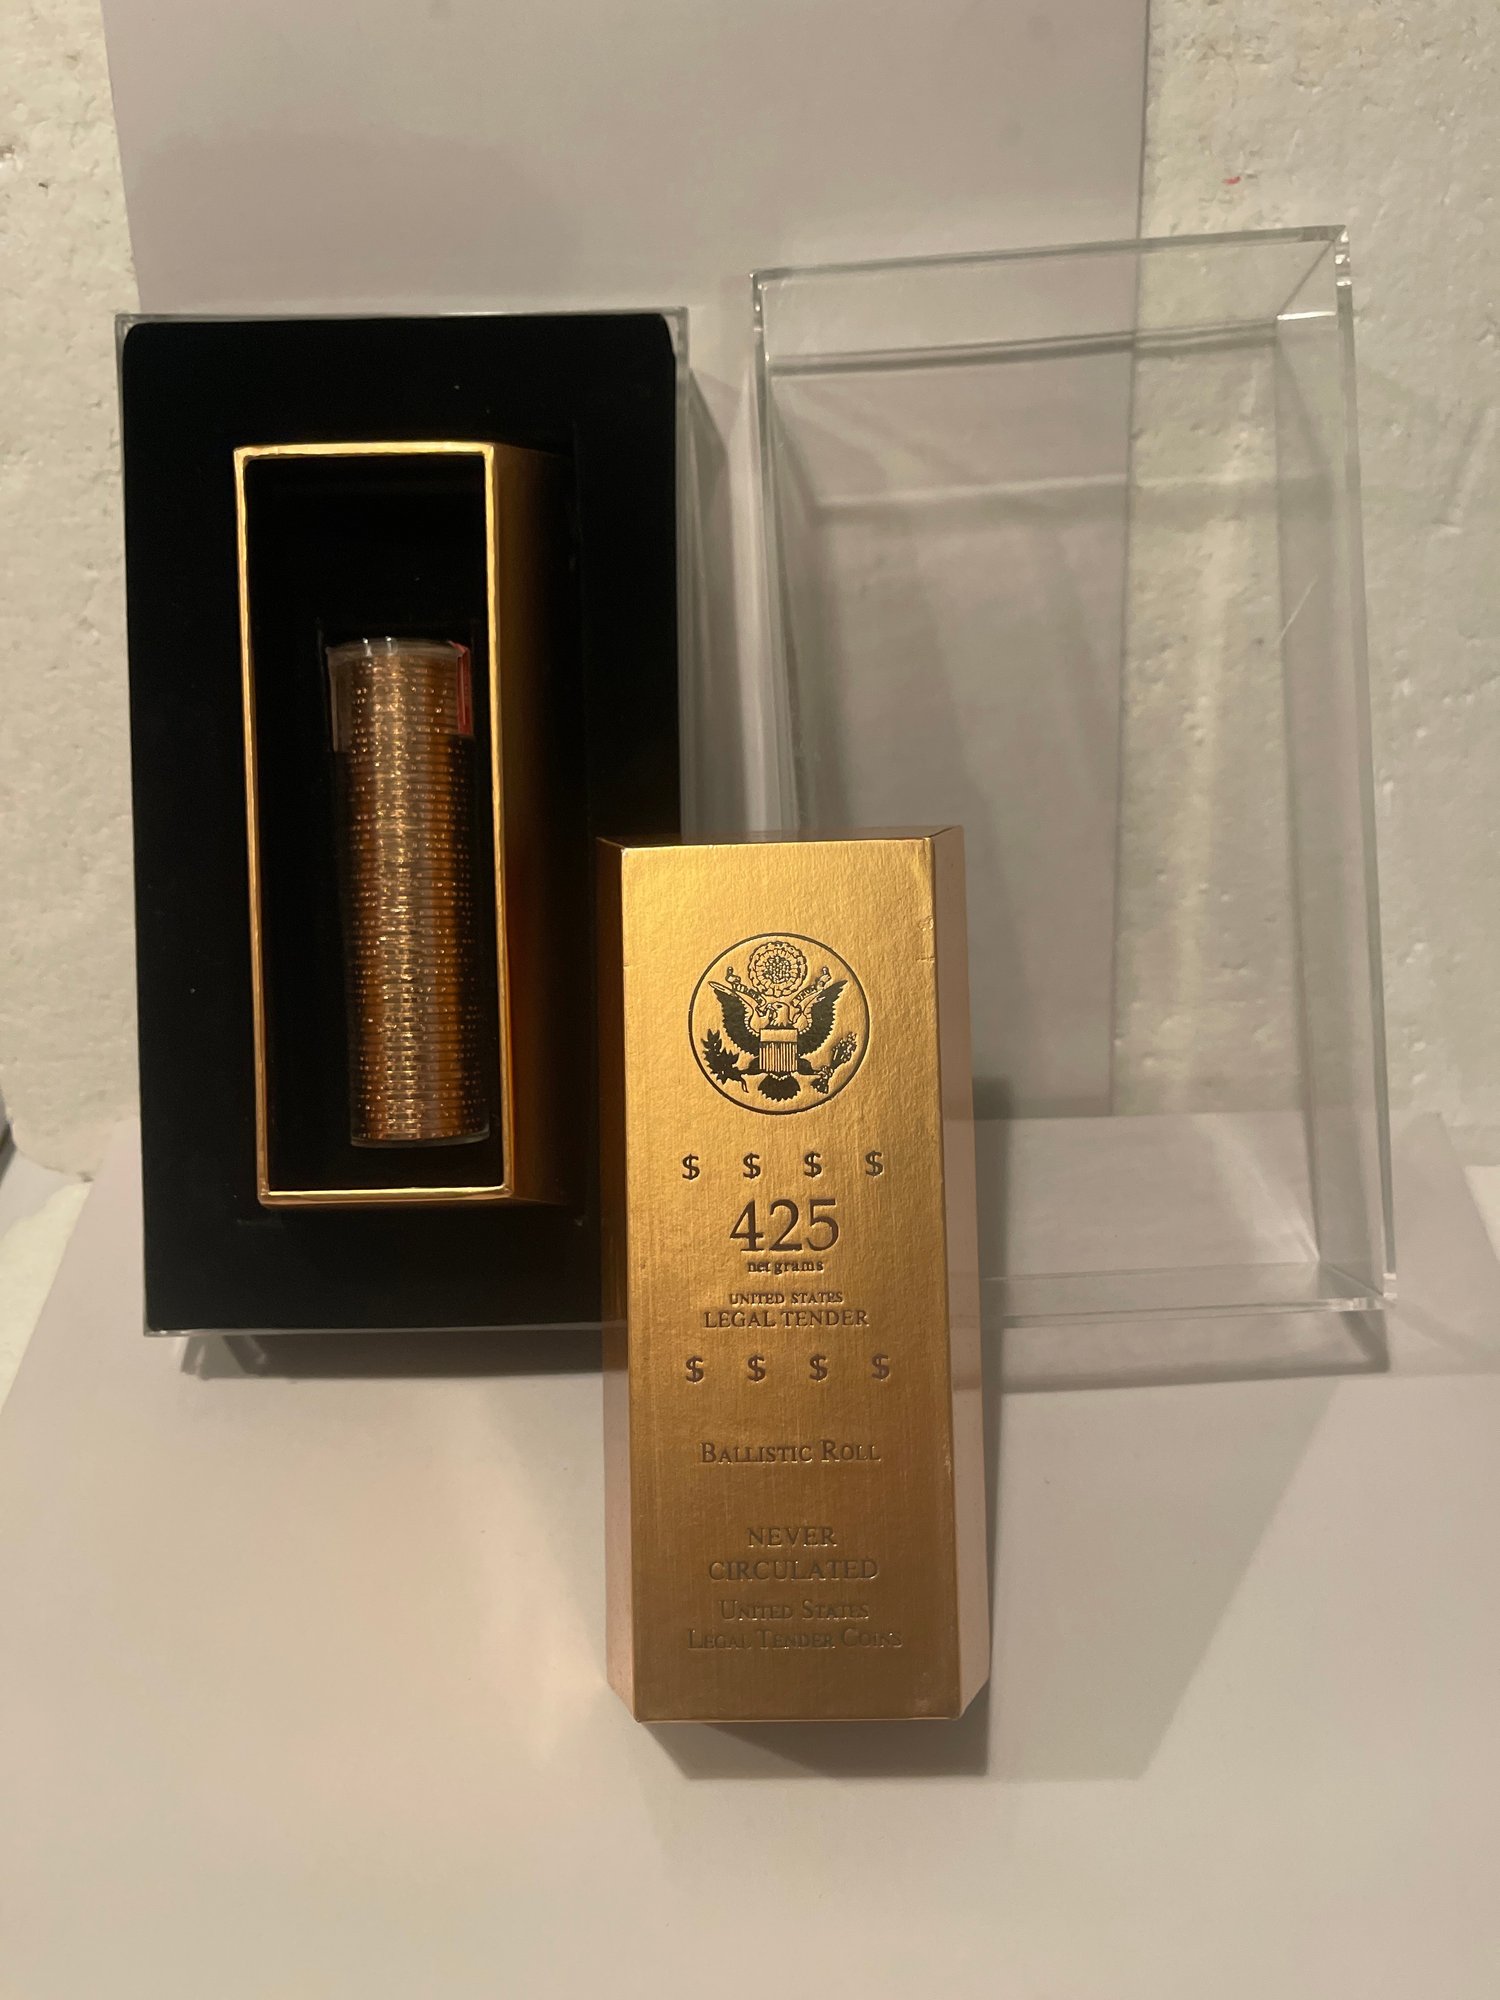 $ $ $ $
425
net grams
UNITED STATES
LEGAL TENDER
$ $ $ $
BALLISTIC ROLL
NEVER
CIRCULATED
UNITED STATES
LEGAL TENDER COINS